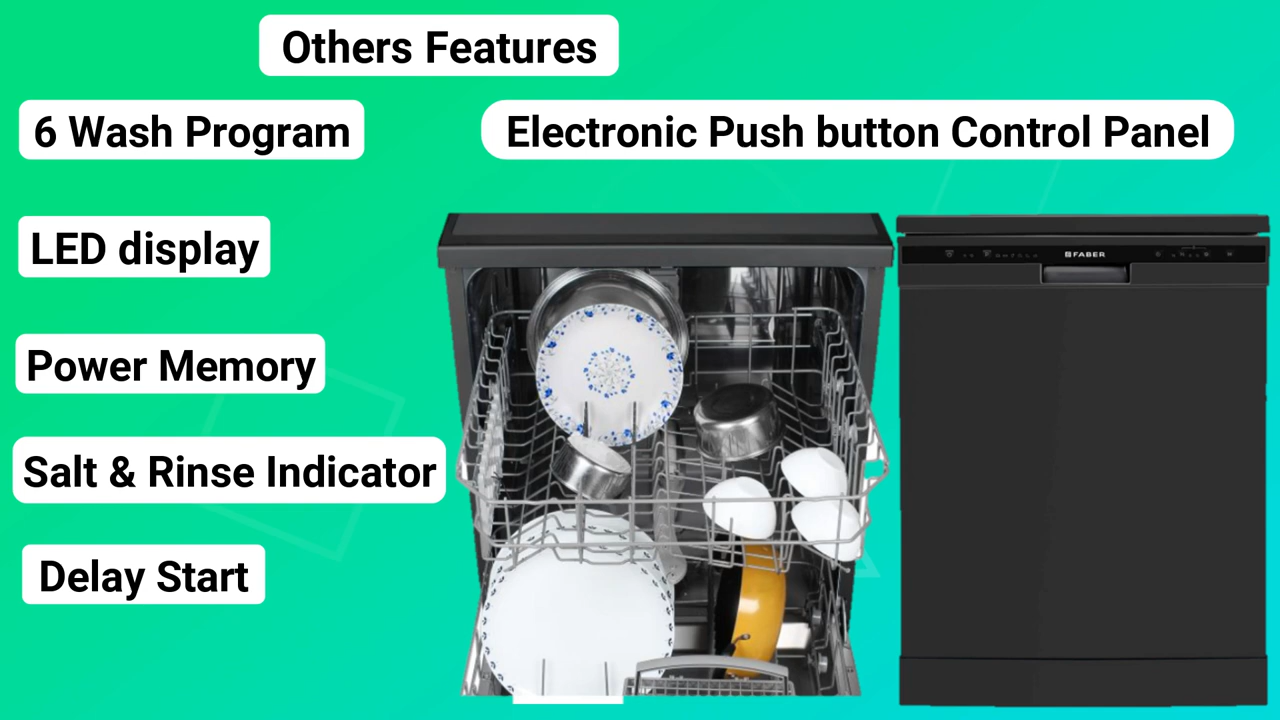 Others Features
6 Wash Program
Electronic Push button Control Panel
LED display
FABER
Power Memory
Salt & Rinse Indicator
Delay Start